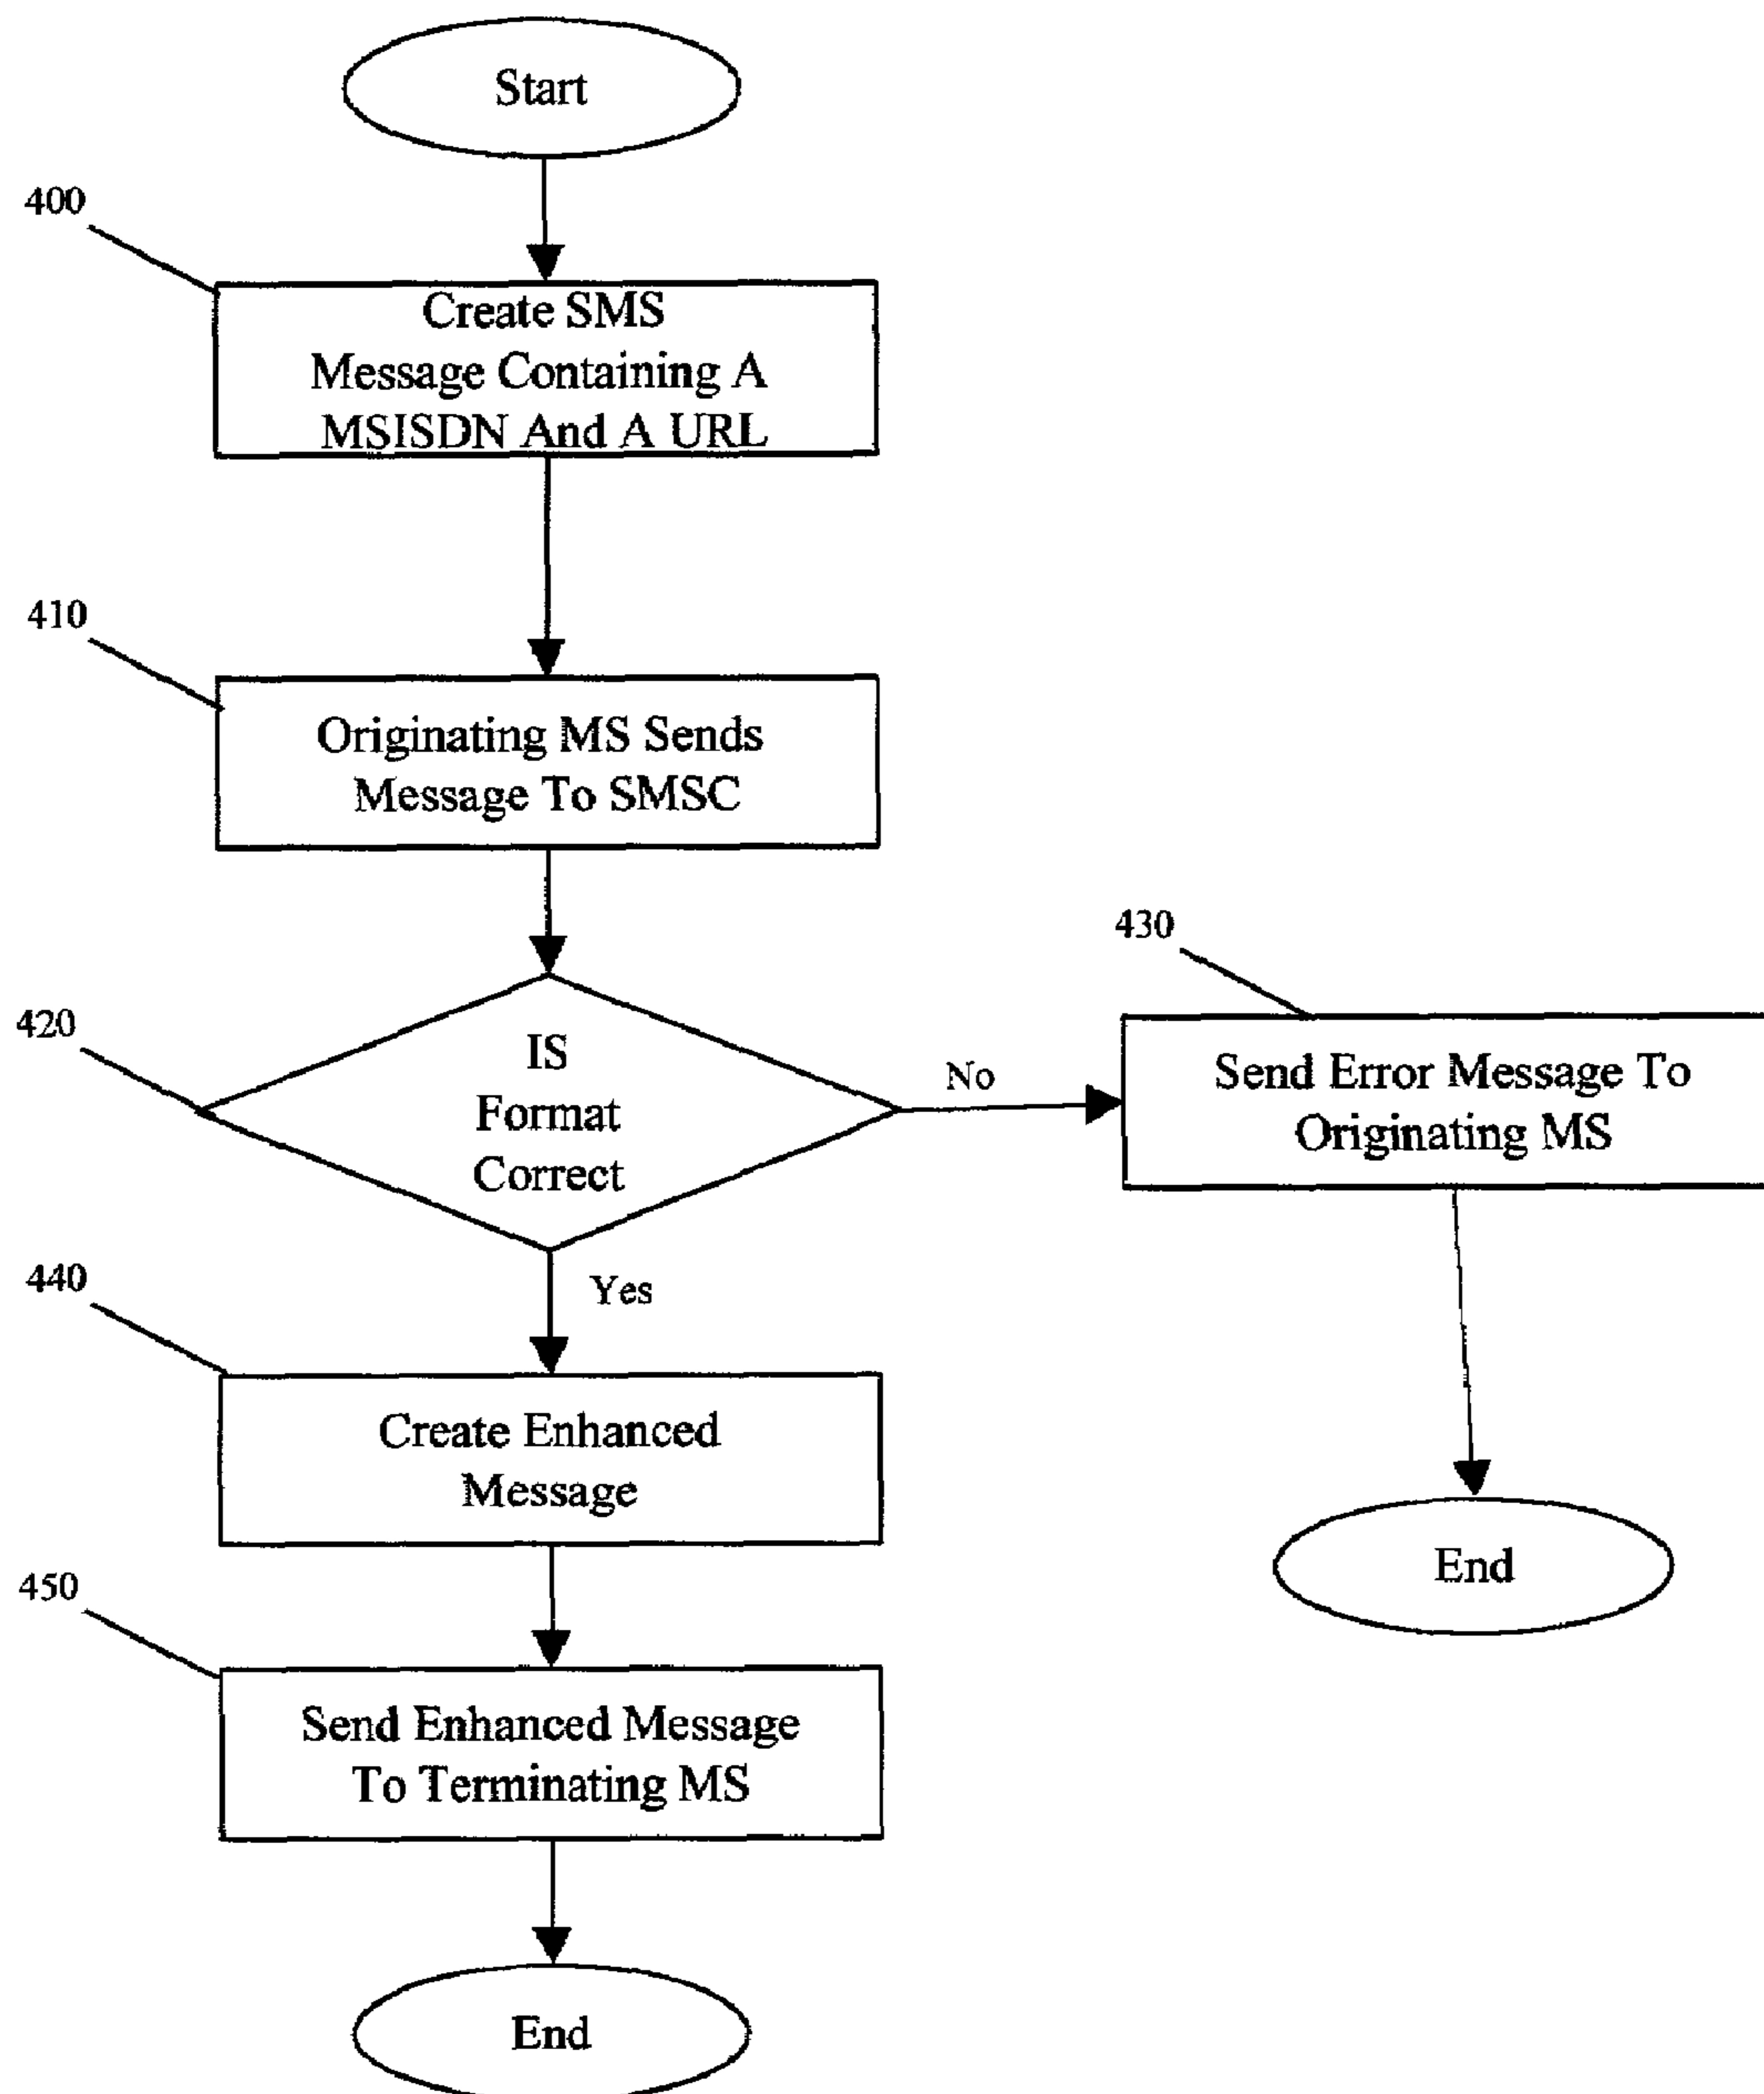 Start
400
Create SMS
Message Containing A
MSISDN And A URL
410
Originating MS Sends
Message To SMSC
420
IS
Format
Correct
No
430
Send Error Message To
Originating MS
End
Yes
440
Create Enhanced
Message
450
Send Enhanced Message
To Terminating MS
End